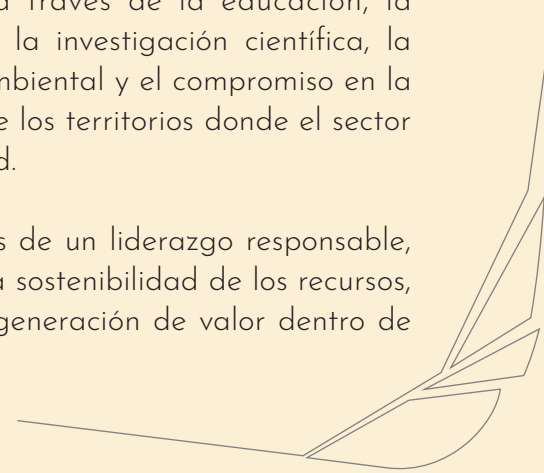 a través de la educación, la
la investigación científica, la
mbiental y el compromiso en la
e los territorios donde el sector
d.
s de un liderazgo responsable,
a sostenibilidad de los recursos,
generación de valor dentro de